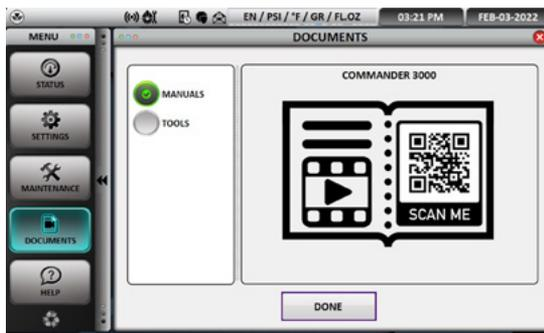 EN / PSI / °F / GR / FL.OZ
03:21 PM
FEB-03-2022
MENU
DOCUMENTS
STATUS
SETTINGS
MAINTENANCE
DOCUMENTS
HELP
MANUALS
TOOLS
COMMANDER 3000
SCAN ME
DONE